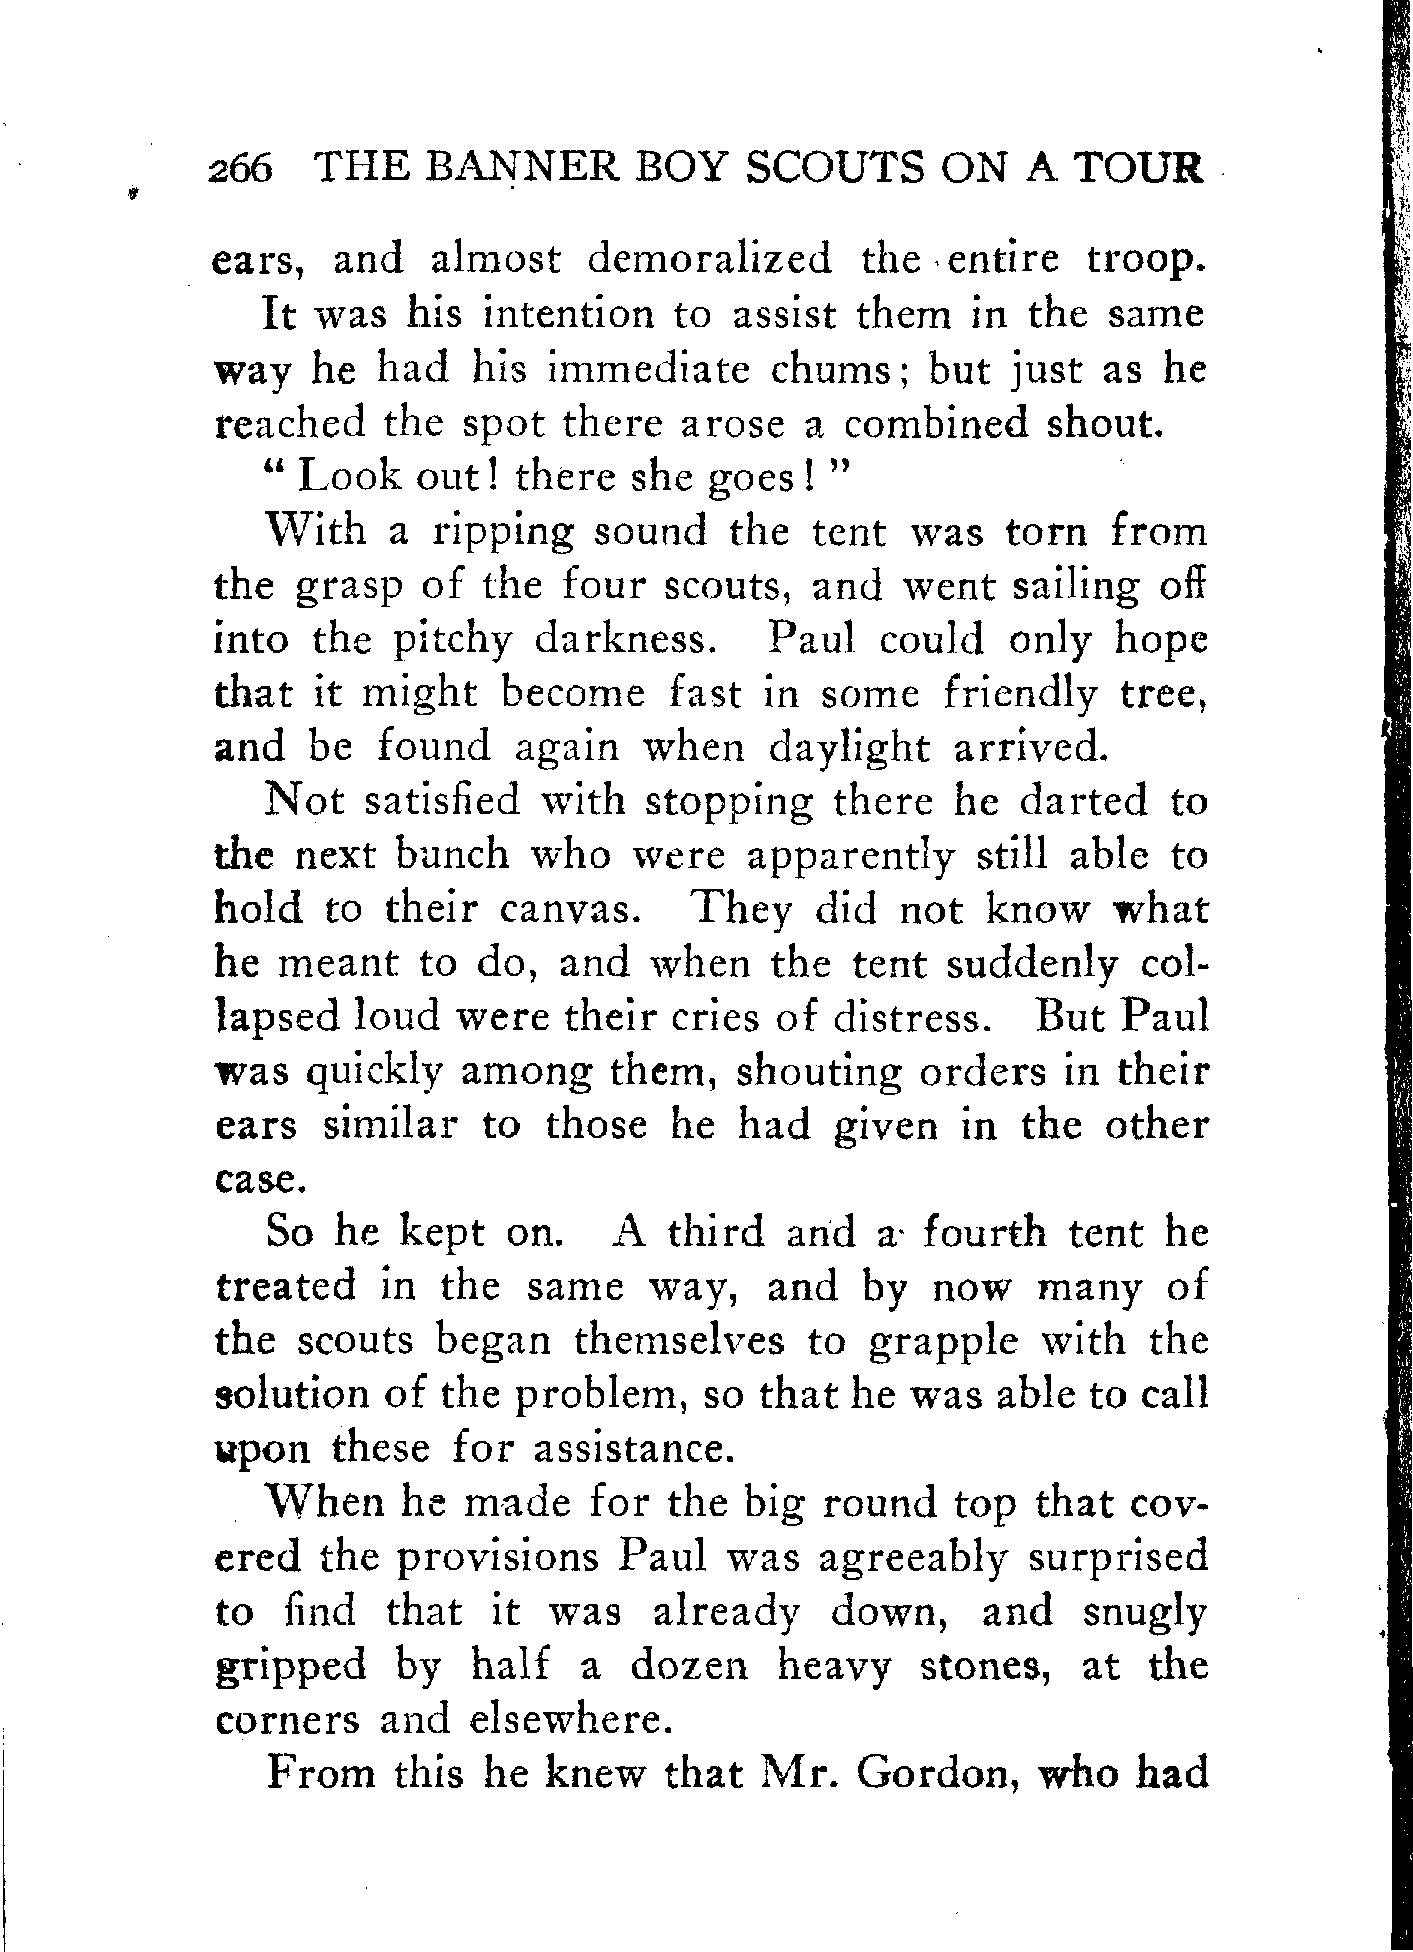 266 THE BANNER BOY SCOUTS ON A TOUR
ears, and almost demoralized the entire troop.
It was his intention to assist them in the same
way he had his immediate chums; but just as he
reached the spot there arose a combined shout.
“ Look out! there she goes! ”
With a ripping sound the tent was torn from
the grasp of the four scouts, and went sailing off
into the pitchy darkness. Paul could only hope
that it might become fast in some friendly tree,
and be found again when daylight arrived.
Not satisfied with stopping there he darted to
the next bunch who were apparently still able to
hold to their canvas. They did not know what
he meant to do, and when the tent suddenly col-
lapsed loud were their cries of distress. But Paul
was quickly among them, shouting orders in their
ears similar to those he had given in the other
case.
So he kept on. A third and a fourth tent he
treated in the same way, and by now many of
the scouts began themselves to grapple with the
solution of the problem, so that he was able to call
upon these for assistance.
When he made for the big round top that cov-
ered the provisions Paul was agreeably surprised
to find that it was already down, and snugly
gripped by half a dozen heavy stones, at the
corners and elsewhere.
From this he knew that Mr. Gordon, who had